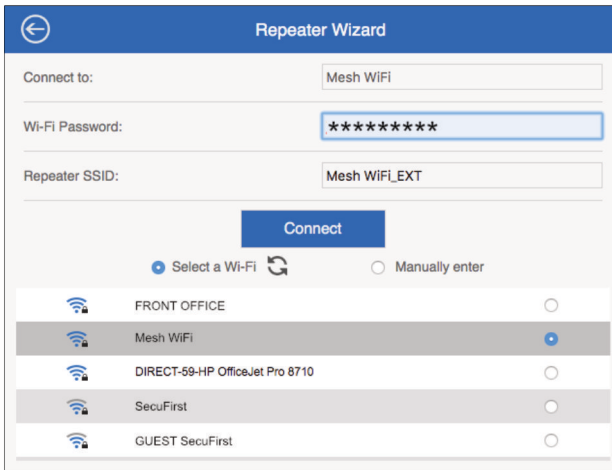 Repeater Wizard
Connect to: Mesh WiFi
Wi-Fi Password: *********
Repeater SSID: Mesh WiFi_EXT
Connect
Select a Wi-Fi Manually enter
FRONT OFFICE
Mesh WiFi
DIRECT-59-HP OfficeJet Pro 8710
SecuFirst
GUEST SecuFirst